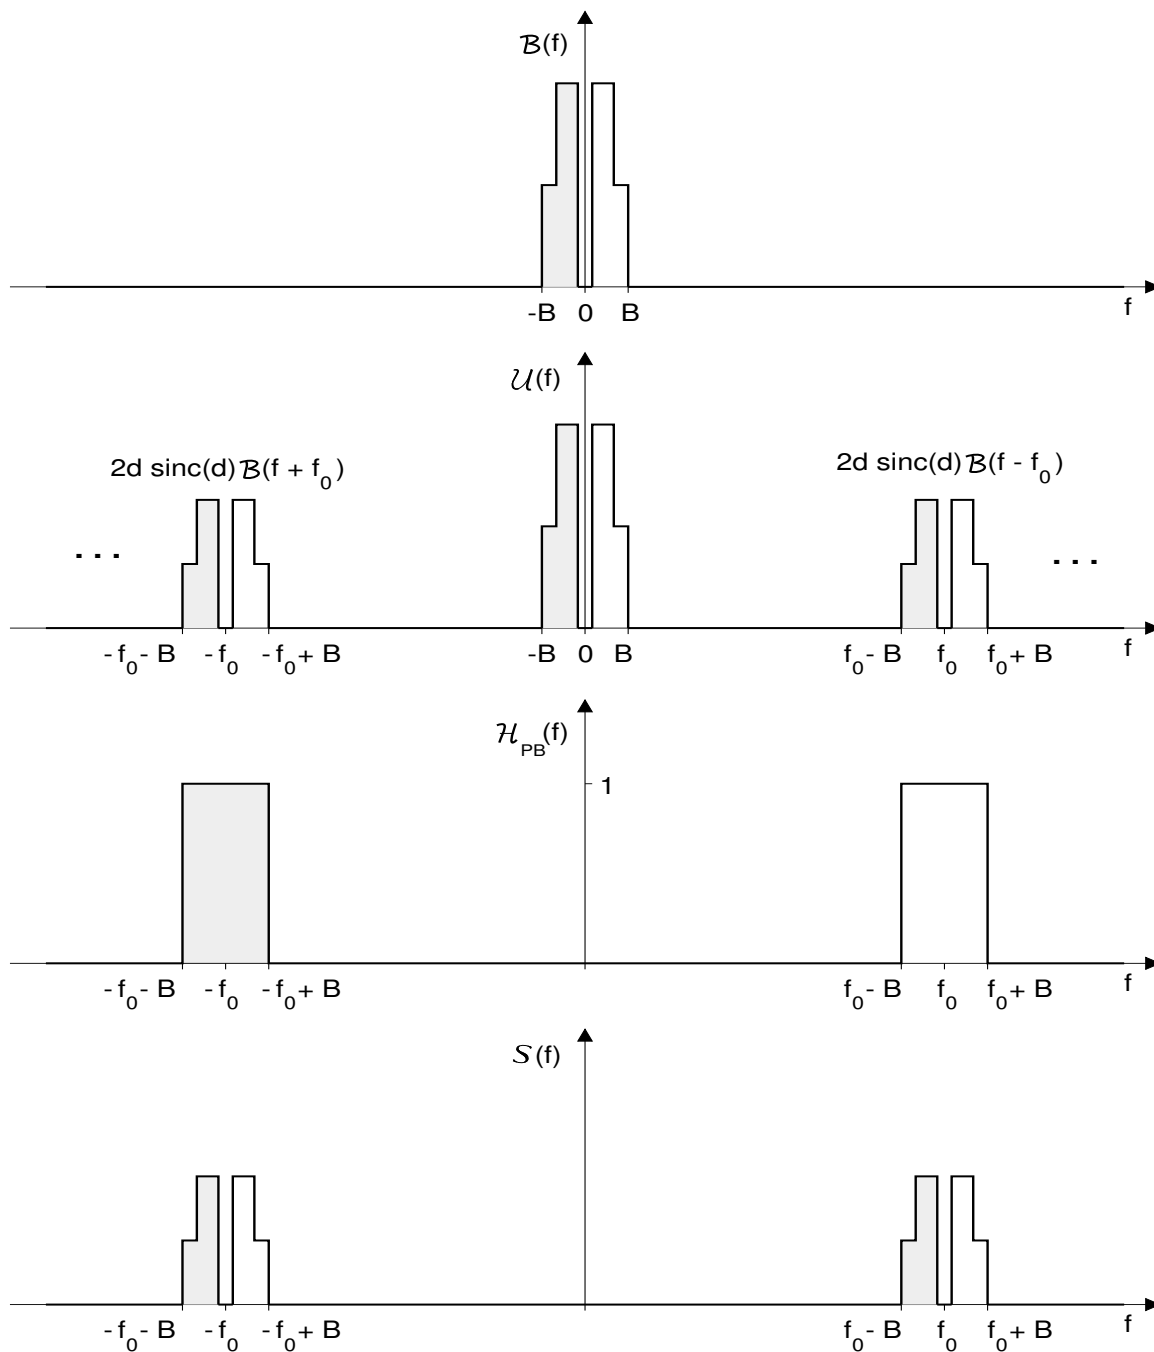 ℬ(f)
-B 0 B f
𝒰(f)
2d sinc(d) ℬ(f + f₀) 2d sinc(d) ℬ(f - f₀)
... ...
-f₀- B -f₀ -f₀+ B -B 0 B f₀- B f₀ f₀+ B f
ℋ_PB(f)
1
-f₀- B -f₀ -f₀+ B f₀- B f₀ f₀+ B f
𝒮(f)
-f₀- B -f₀ -f₀+ B f₀- B f₀ f₀+ B f